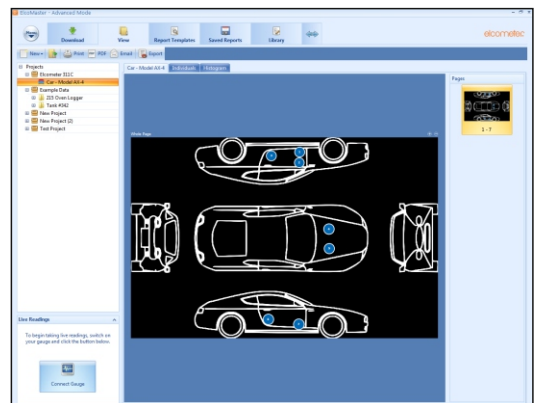 ElcoMaster - Advanced Mode
Download
View
Report Templates
Saved Reports
Library
elcometer
New
Print
PDF
Email
Export
Projects
Elcometer 311C
Car - Model AX-4
Example Data
215 Oven Logger
Tank #342
New Project
New Project (2)
Test Project
Car - Model AX-4
Individuals
Histogram
Pages
1 - 7
Live Readings
To begin taking live readings, switch on
your gauge and click the button below.
Connect Gauge